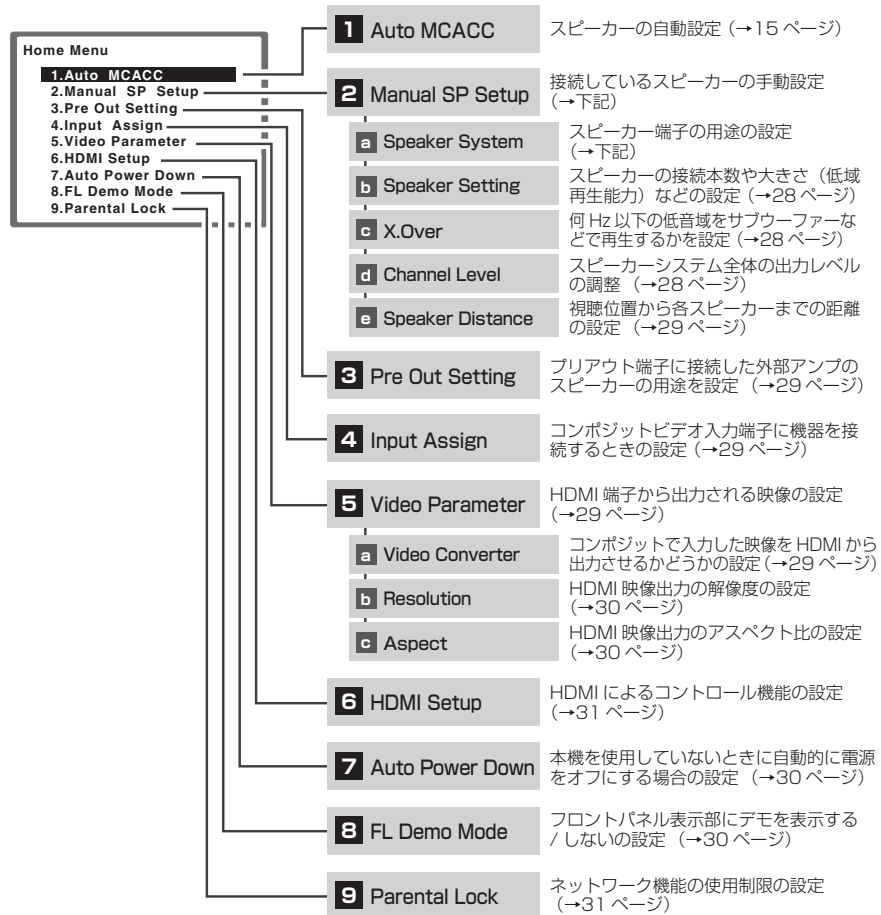 Home Menu
1.Auto MCACC
2.Manual SP Setup
3.Pre Out Setting
4.Input Assign
5.Video Parameter
6.HDMI Setup
7.Auto Power Down
8.FL Demo Mode
9.Parental Lock
1 Auto MCACC
スピーカーの自動設定（→15 ページ）
2 Manual SP Setup
接続しているスピーカーの手動設定
（→下記）
a Speaker System
スピーカー端子の用途の設定
（→下記）
b Speaker Setting
スピーカーの接続本数や大きさ（低域
再生能力）などの設定（→28 ページ）
c X.Over
何 Hz 以下の低音域をサブウーファーな
どで再生するかを設定（→28 ページ）
d Channel Level
スピーカーシステム全体の出力レベル
の調整 （→28 ページ）
e Speaker Distance
視聴位置から各スピーカーまでの距離
の設定 （→29 ページ）
3 Pre Out Setting
プリアウト端子に接続した外部アンプの
スピーカーの用途を設定 （→29 ページ）
4 Input Assign
コンポジットビデオ入力端子に機器を接
続するときの設定（→29 ページ）
5 Video Parameter
HDMI 端子から出力される映像の設定
（→29 ページ）
a Video Converter
コンポジットで入力した映像を HDMI から
出力させるかどうかの設定（→29 ページ）
b Resolution
HDMI 映像出力の解像度の設定
（→30 ページ）
c Aspect
HDMI 映像出力のアスペクト比の設定
（→30 ページ）
6 HDMI Setup
HDMI によるコントロール機能の設定
（→31 ページ）
7 Auto Power Down
本機を使用していないときに自動的に電源
をオフにする場合の設定 （→30 ページ）
8 FL Demo Mode
フロントパネル表示部にデモを表示する
/ しないの設定 （→30 ページ）
9 Parental Lock
ネットワーク機能の使用制限の設定
（→31 ページ）